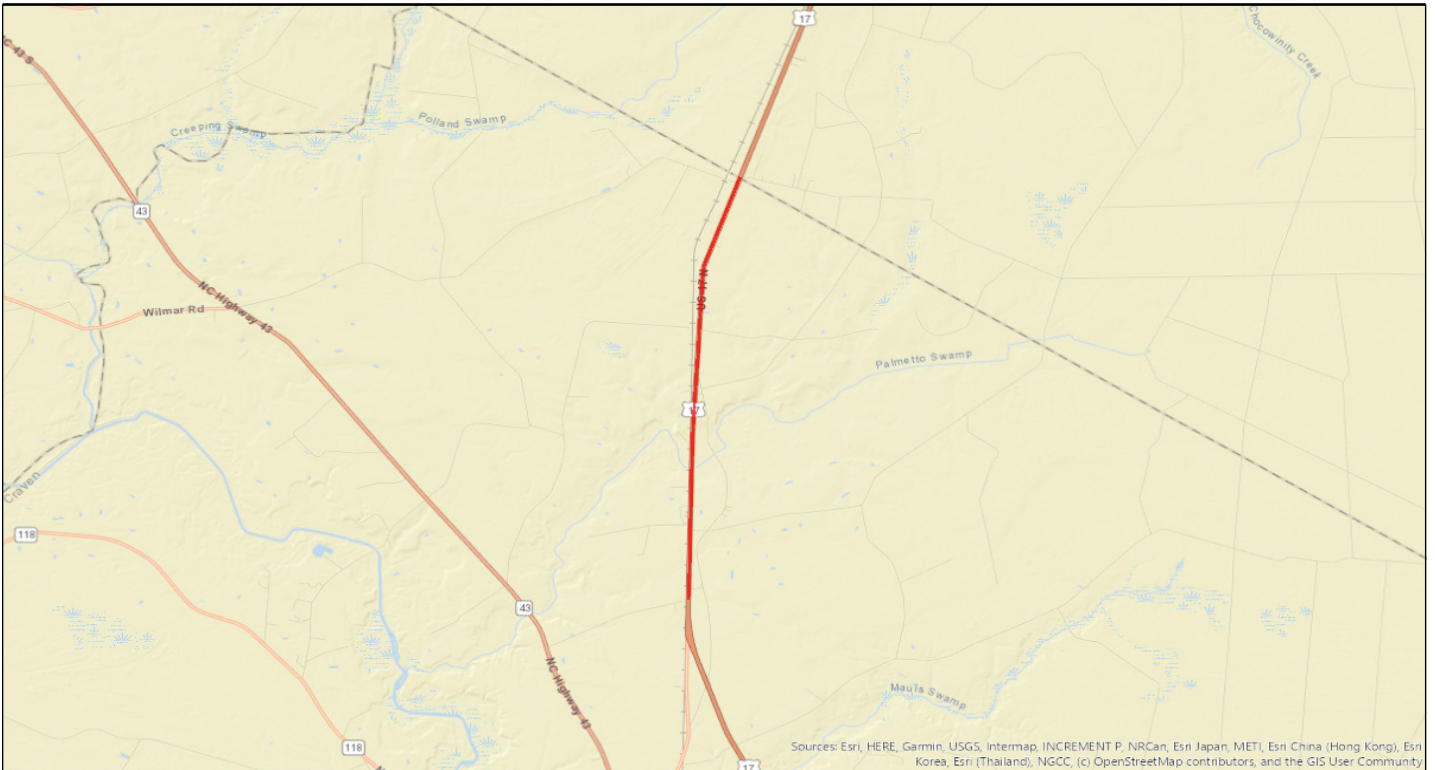 17
Chocowinity Creek
NC 43 S
Creeping Swamp
Polland Swamp
43
NC Highway 43
Wilmar Rd
US 17 N
Palmetto Swamp
17
Craven
118
43
NC Highway 43
Mauls Swamp
118
17
Sources: Esri, HERE, Garmin, USGS, Intermap, INCREMENT P, NRCan, Esri Japan, METI, Esri China (Hong Kong), Esri
Korea, Esri (Thailand), NGCC, (c) OpenStreetMap contributors, and the GIS User Community